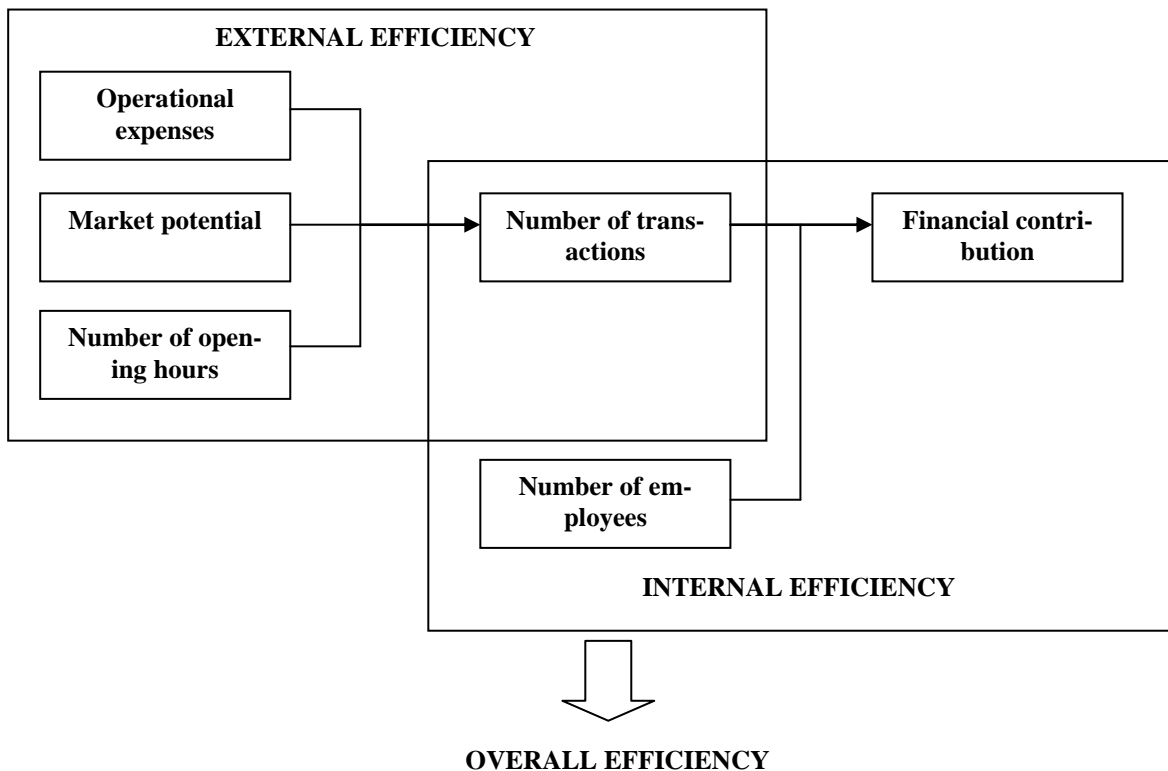 EXTERNAL EFFICIENCY
Operational
expenses
Market potential
Number of trans-
actions
Financial contri-
bution
Number of open-
ing hours
Number of em-
ployees
INTERNAL EFFICIENCY
OVERALL EFFICIENCY